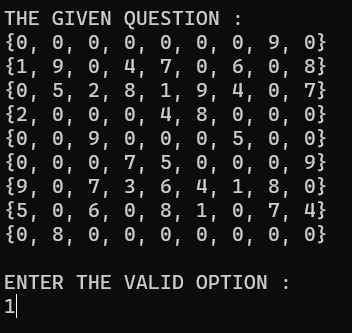 THE GIVEN QUESTION :
{0, 0, 0, 0, 0, 0, 0, 9, 0}
{1, 9, 0, 4, 7, 0, 6, 0, 8}
{0, 5, 2, 8, 1, 9, 4, 0, 7}
{2, 0, 0, 0, 4, 8, 0, 0, 0}
{0, 0, 9, 0, 0, 0, 5, 0, 0}
{0, 0, 0, 7, 5, 0, 0, 0, 9}
{9, 0, 7, 3, 6, 4, 1, 8, 0}
{5, 0, 6, 0, 8, 1, 0, 7, 4}
{0, 8, 0, 0, 0, 0, 0, 0, 0}
ENTER THE VALID OPTION :
1